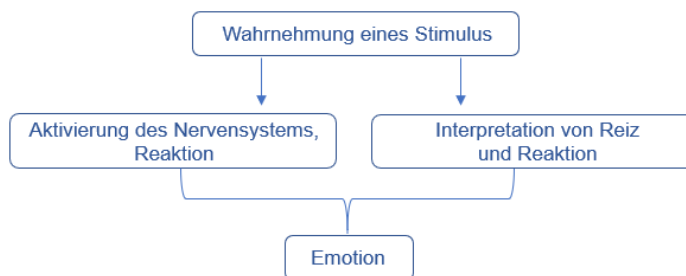 Wahrnehmung eines Stimulus
Aktivierung des Nervensystems,
Reaktion
Interpretation von Reiz
und Reaktion
Emotion